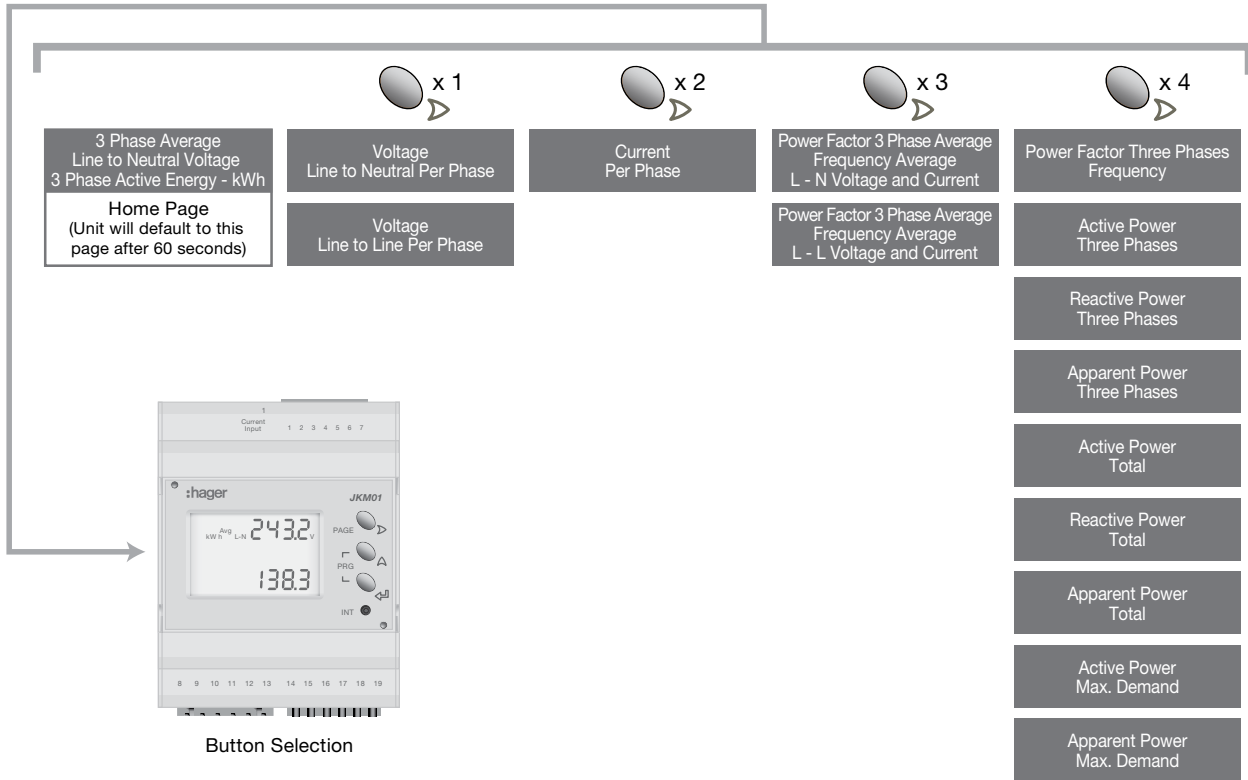 x 1
x 2
x 3
x 4
3 Phase Average
Line to Neutral Voltage
3 Phase Active Energy - kWh
Home Page
(Unit will default to this
page after 60 seconds)
Voltage
Line to Neutral Per Phase
Voltage
Line to Line Per Phase
Current
Per Phase
Power Factor 3 Phase Average
Frequency Average
L - N Voltage and Current
Power Factor 3 Phase Average
Frequency Average
L - L Voltage and Current
Power Factor Three Phases
Frequency
Active Power
Three Phases
Reactive Power
Three Phases
Apparent Power
Three Phases
Active Power
Total
Reactive Power
Total
Apparent Power
Total
Active Power
Max. Demand
Apparent Power
Max. Demand
1
Current
Input
1 2 3 4 5 6 7
:hager
JKM01
Avg
kW h L-N 243.2 V
138.3
PAGE
PRG
INT
8 9 10 11 12 13 14 15 16 17 18 19
Button Selection